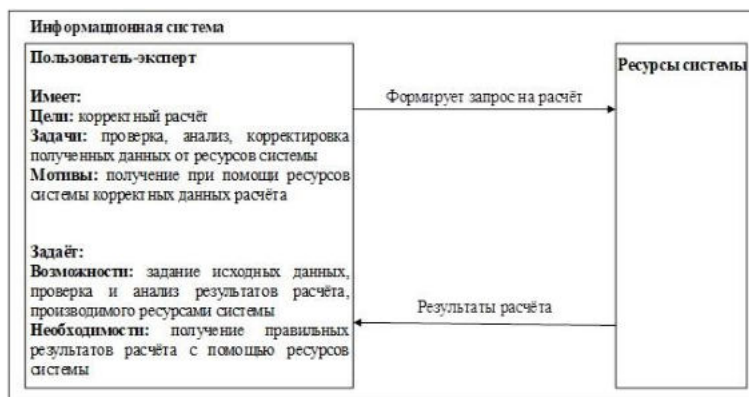 Информационная система
Пользователь-эксперт
Имеет:
Цели: корректный расчёт
Задачи: проверка, анализ, корректировка
полученных данных от ресурсов системы
Мотивы: получение при помощи ресурсов
системы корректных данных расчёта
Задаёт:
Возможности: задание исходных данных,
проверка и анализ результатов расчёта,
производимого ресурсами системы
Необходимости: получение правильных
результатов расчёта с помощью ресурсов
системы
Формирует запрос на расчёт
Результаты расчёта
Ресурсы системы